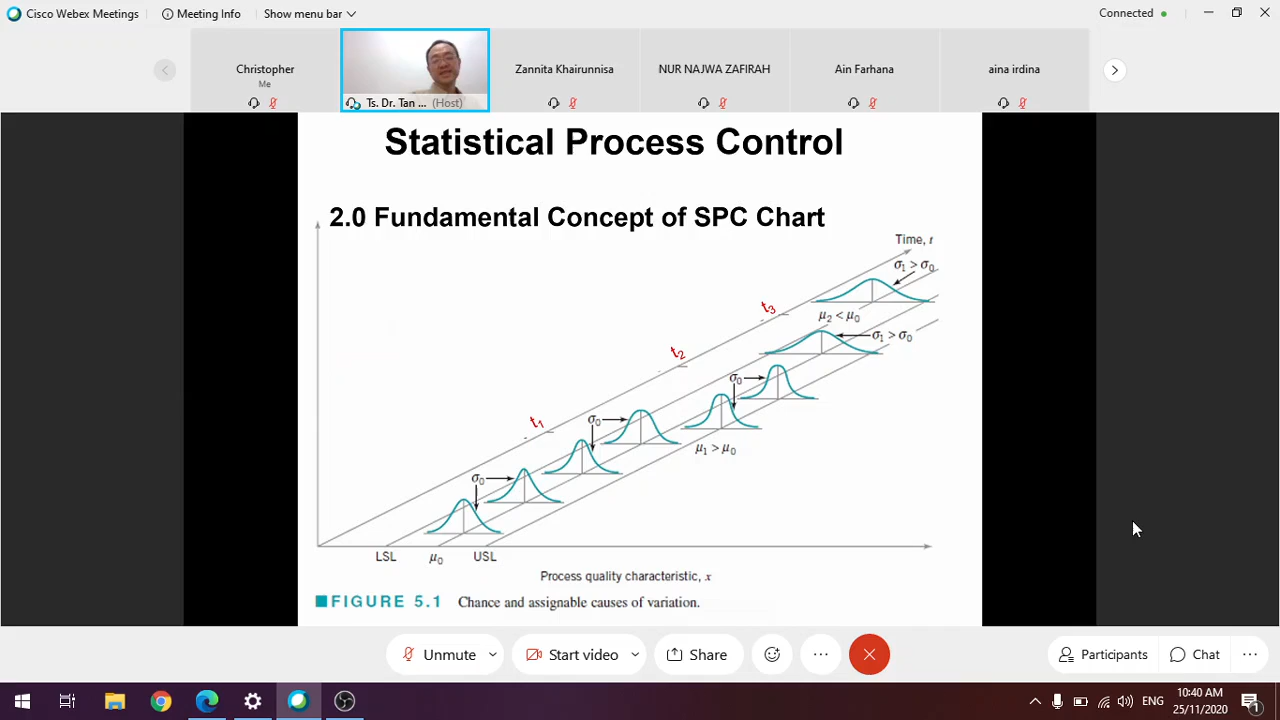 Cisco Webex Meetings
Meeting Info
Show menu bar
Connected
Christopher
Me
Ts. Dr. Tan ... (Host)
Zannita Khairunnisa
NUR NAJWA ZAFIRAH
Ain Farhana
aina irdina
Statistical Process Control
2.0 Fundamental Concept of SPC Chart
Time, t
σ₁ > σ₀
t₃
μ₂ < μ₀
σ₁ > σ₀
t₂
σ₀
t₁
σ₀
μ₁ > μ₀
σ₀
LSL μ₀ USL
Process quality characteristic, x
FIGURE 5.1 Chance and assignable causes of variation.
Unmute
Start video
Share
Participants
Chat
ENG
10:40 AM
25/11/2020
1